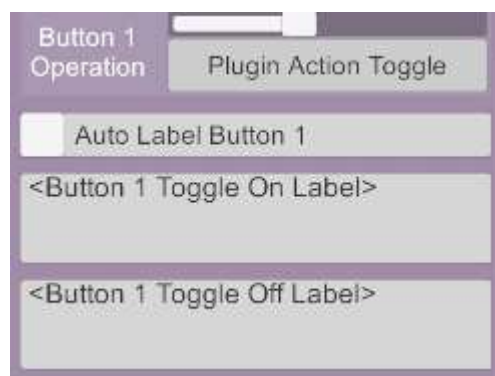 Button 1
Operation
Plugin Action Toggle
Auto Label Button 1
<Button 1 Toggle On Label>
<Button 1 Toggle Off Label>